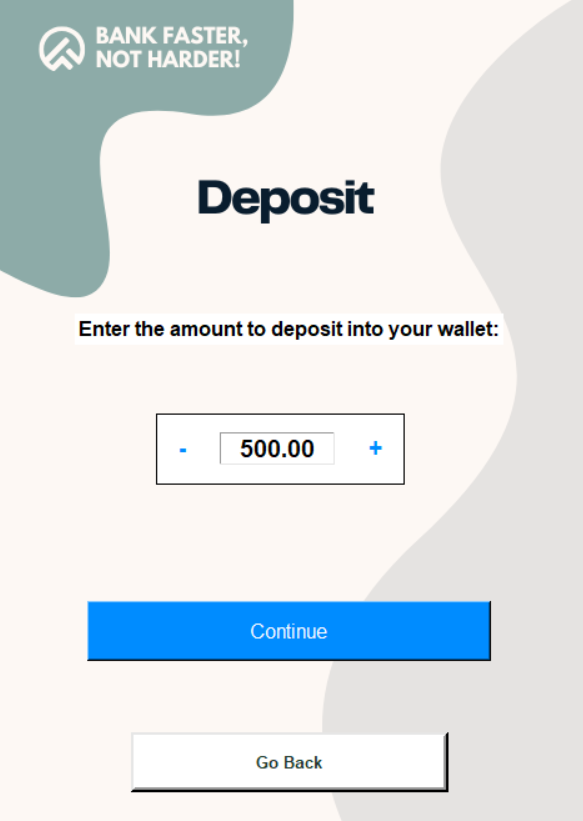 BANK FASTER,
NOT HARDER!
Deposit
Enter the amount to deposit into your wallet:
- 500.00 +
Continue
Go Back